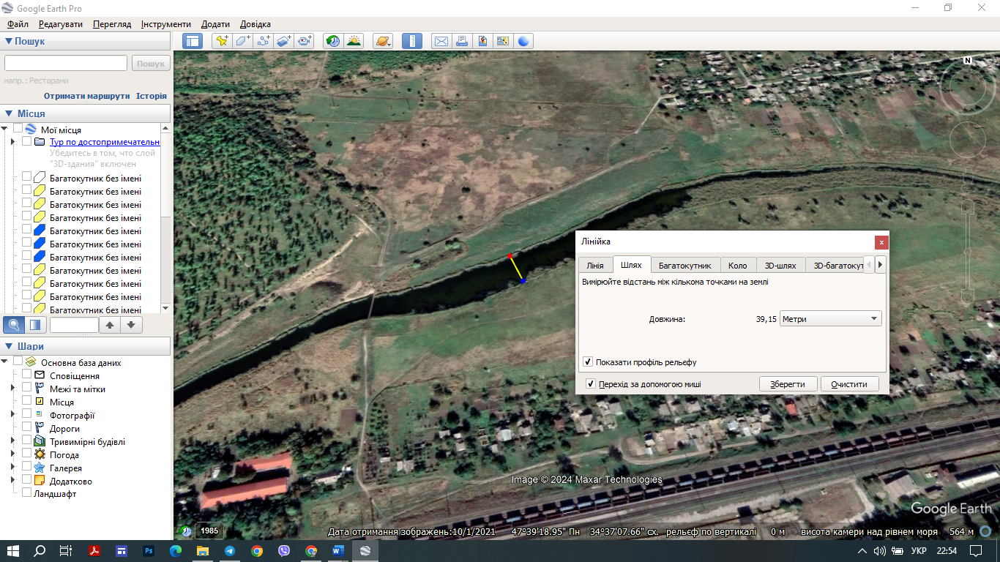 Google Earth Pro
Файл Редагувати Перегляд Інструменти Додати Довідка
Пошук
Пошук
напр.: Ресторани
Отримати маршрути Історія
Місця
Мої місця
Тур по достопримечательн
Убедитесь в том, что слой
"3D-здания" включен
Багатокутник без імені
Багатокутник без імені
Багатокутник без імені
Багатокутник без імені
Багатокутник без імені
Багатокутник без імені
Багатокутник без імені
Багатокутник без імені
Багатокутник без імені
Багатокутник без імені
Багатокутник без імені
Шари
Основна база даних
Сповіщення
Межі та мітки
Місця
Фотографії
Дороги
Тривимірні будівлі
Погода
Галерея
Додатково
Ландшафт
N
Лінійка
Лінія Шлях Багатокутник Коло 3D-шлях 3D-багатокут
Вимірюйте відстань між кількома точками на землі
Довжина: 39,15 Метри
Показати профіль рельєфу
Перехід за допомогою миші Зберегти Очистити
Image © 2024 Maxar Technologies
Google Earth
1985 Дата отримання зображень:10/1/2021 47°39'18.95" Пн 34°37'07.66" сх. рельєф по вертикалі 0 м висота камери над рівнем моря 564 м
УКР 22:54